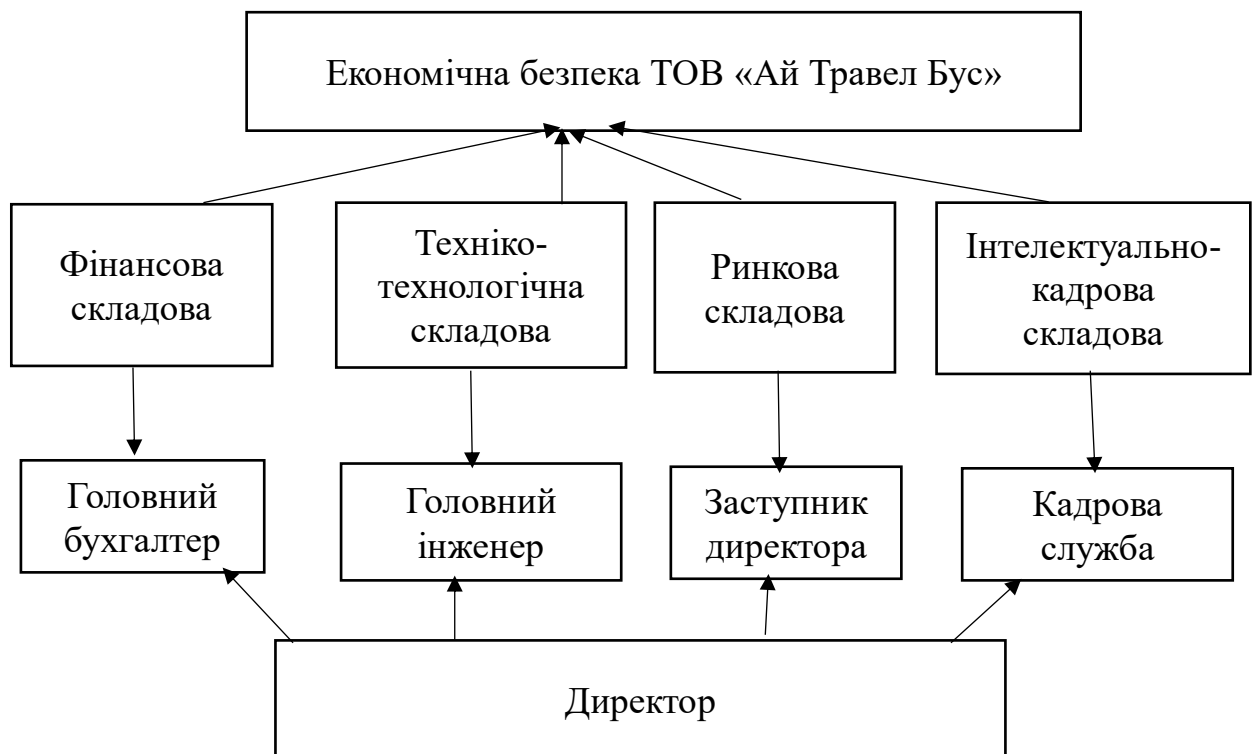 Економічна безпека ТОВ «Ай Травел Бус»
Фінансова
складова
Техніко-
технологічна
складова
Ринкова
складова
Інтелектуально-
кадрова
складова
Головний
бухгалтер
Головний
інженер
Заступник
директора
Кадрова
служба
Директор